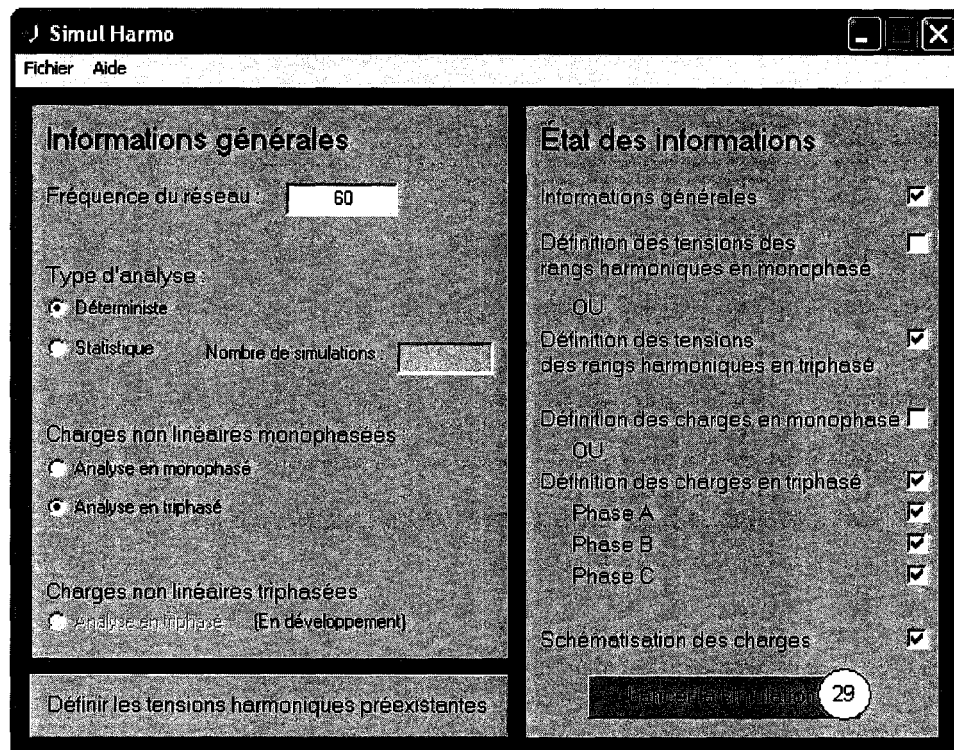 Simul Harmo
Fichier Aide
Informations générales
Fréquence du réseau : 60
Type d'analyse :
Déterministe
Statistique Nombre de simulations :
Charges non linéaires monophasées :
Analyse en monophasé
Analyse en triphasé
Charges non linéaires triphasées
Analyse en triphasé (En développement)
Définir les tensions harmoniques préexistantes
État des informations
Informations générales
Définition des tensions des
rangs harmoniques en monophasé
OU
Définition des tensions
des rangs harmoniques en triphasé
Définition des charges en monophasé
OU
Définition des charges en triphasé
Phase A
Phase B
Phase C
Schématisation des charges
29